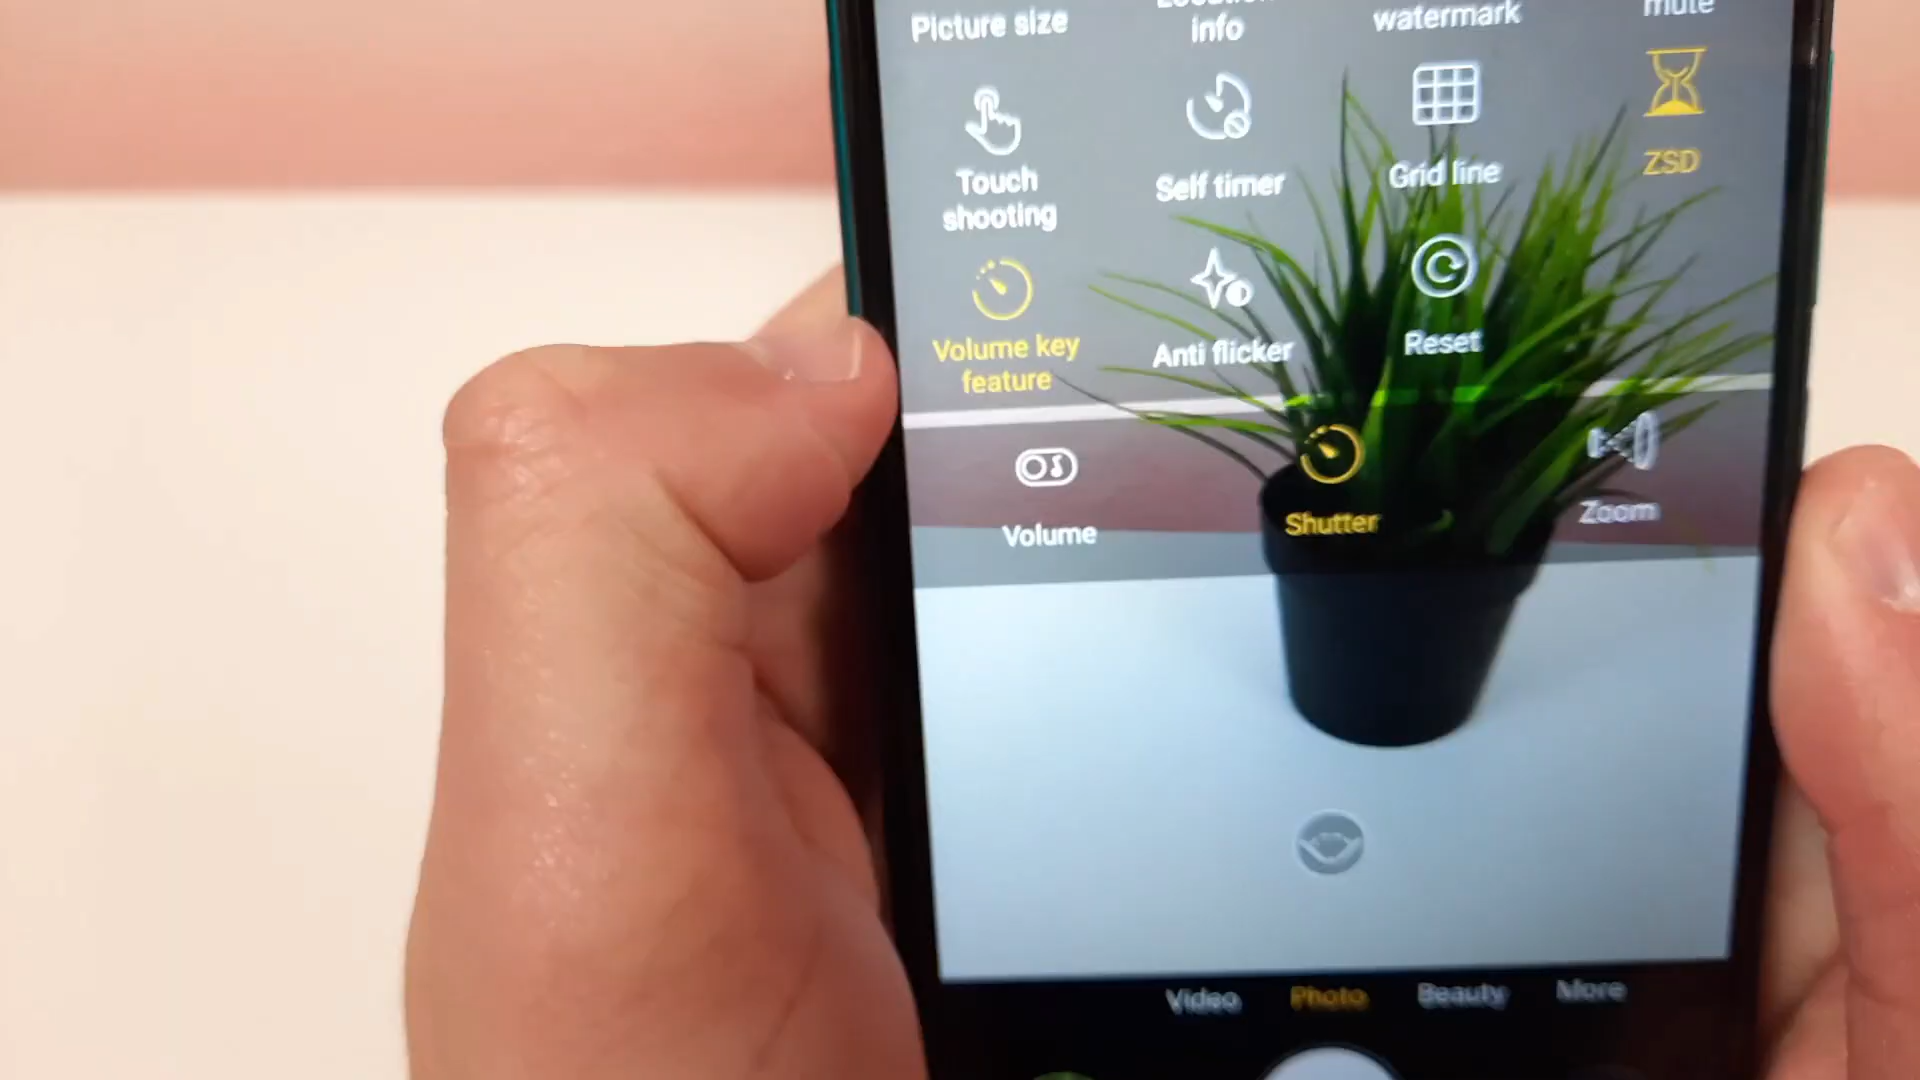 Picture size
info
watermark
mute
Touch
shooting
Self timer
Grid line
ZSD
Volume key
feature
Anti flicker
Reset
Volume
Shutter
Zoom
Video
Photo
Beauty
More